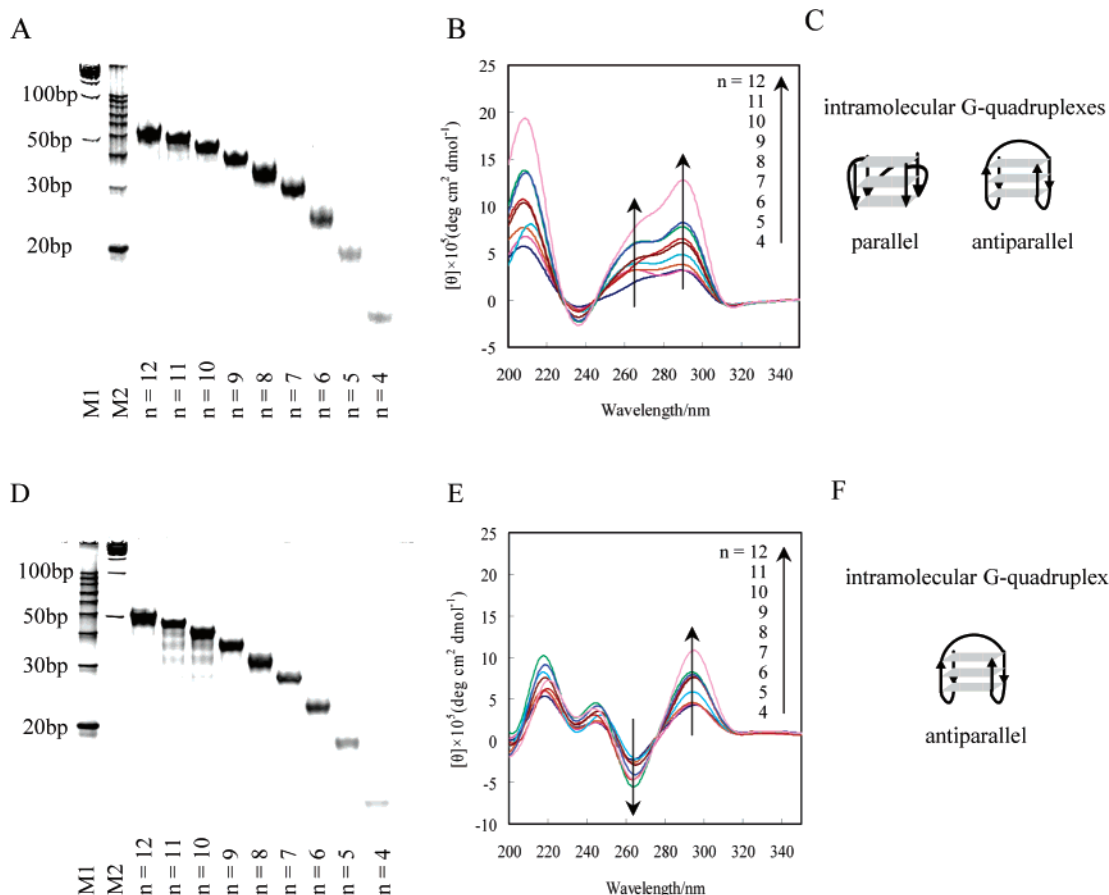 A
100bp
50bp
30bp
20bp
M1
M2
n = 12
n = 11
n = 10
n = 9
n = 8
n = 7
n = 6
n = 5
n = 4
B
[θ]×10⁵(deg cm² dmol⁻¹)
25
20
15
10
5
0
-5
n = 12
11
10
9
8
7
6
5
4
200 220 240 260 280 300 320 340
Wavelength/nm
C
intramolecular G-quadruplexes
parallel
antiparallel
D
100bp
50bp
30bp
20bp
M1
M2
n = 12
n = 11
n = 10
n = 9
n = 8
n = 7
n = 6
n = 5
n = 4
E
[θ]×10⁵(deg cm² dmol⁻¹)
25
20
15
10
5
0
-5
-10
n = 12
11
10
9
8
7
6
5
4
200 220 240 260 280 300 320 340
Wavelength/nm
F
intramolecular G-quadruplex
antiparallel